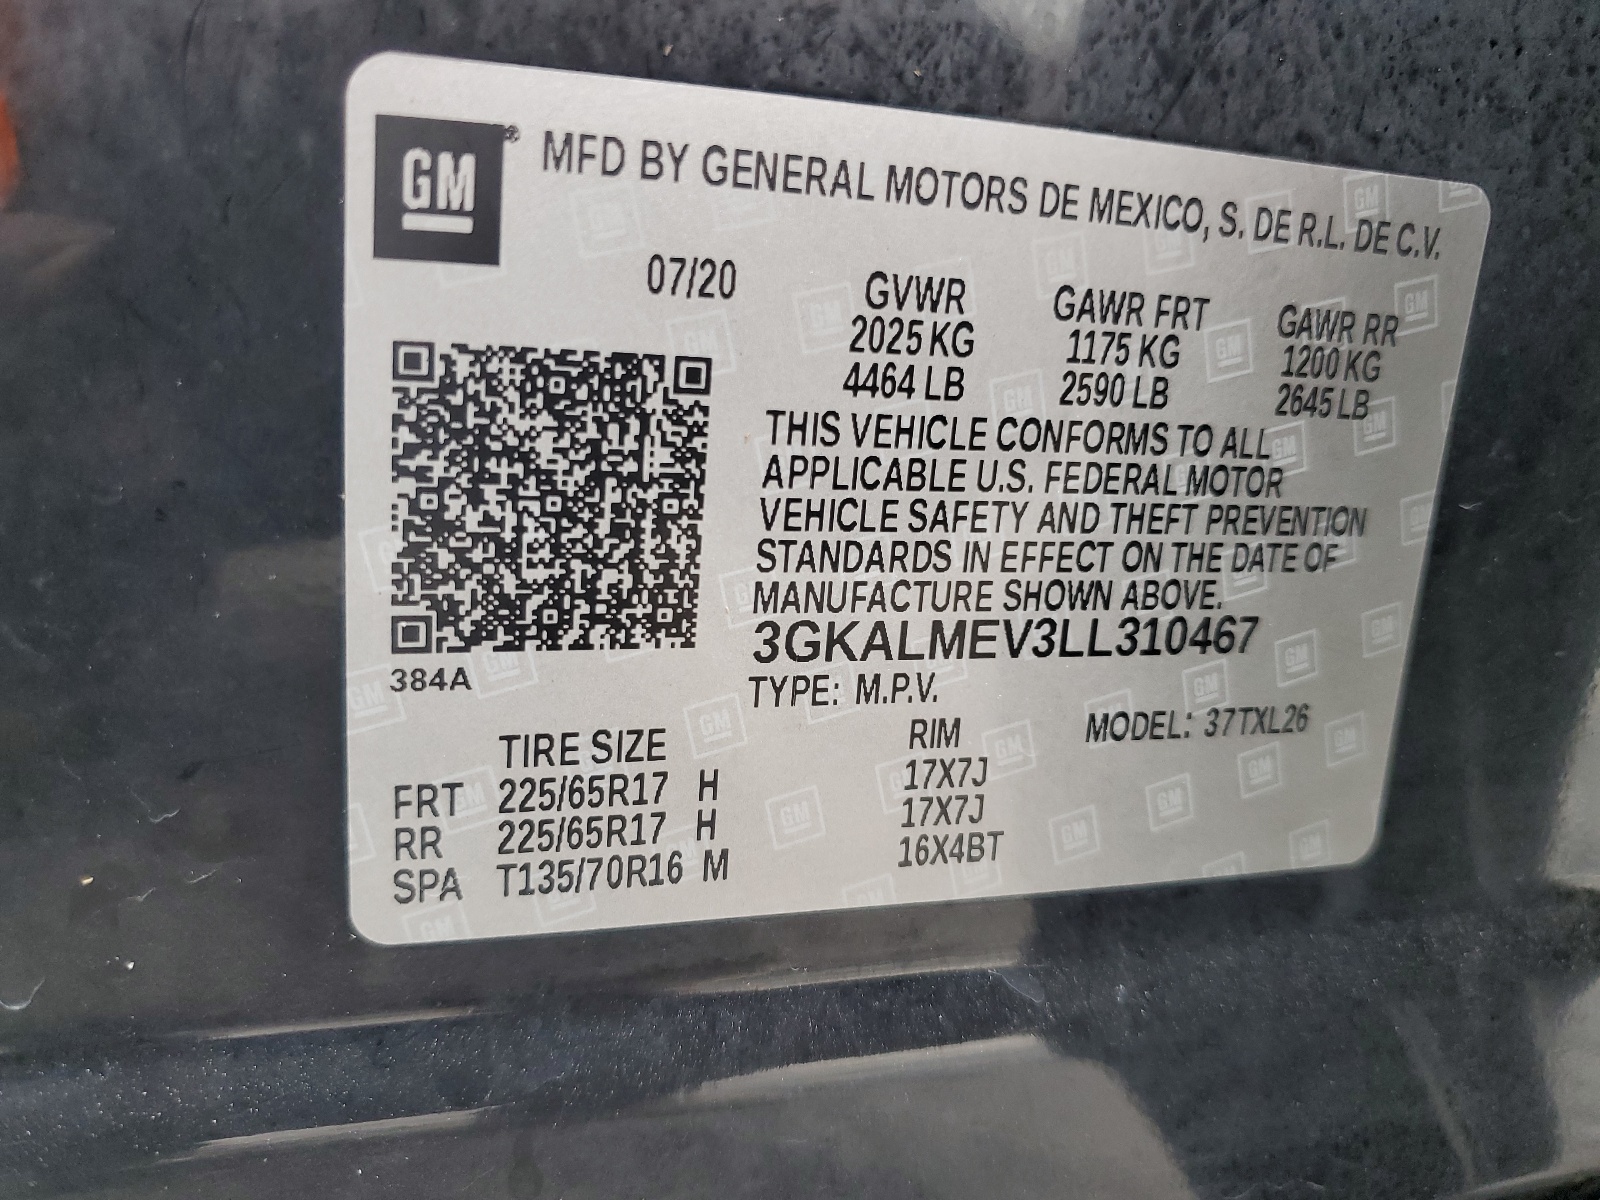 GM® MFD BY GENERAL MOTORS DE MEXICO, S. DE R.L. DE C.V.
07/20 GVWR GAWR FRT GAWR RR
2025 KG 1175 KG 1200 KG
4464 LB 2590 LB 2645 LB
THIS VEHICLE CONFORMS TO ALL
APPLICABLE U.S. FEDERAL MOTOR
VEHICLE SAFETY AND THEFT PREVENTION
STANDARDS IN EFFECT ON THE DATE OF
MANUFACTURE SHOWN ABOVE.
3GKALMEV3LL310467
384A
TYPE: M.P.V. MODEL: 37TXL26
TIRE SIZE RIM
FRT 225/65R17 H 17X7J
RR 225/65R17 H 17X7J
SPA T135/70R16 M 16X4BT